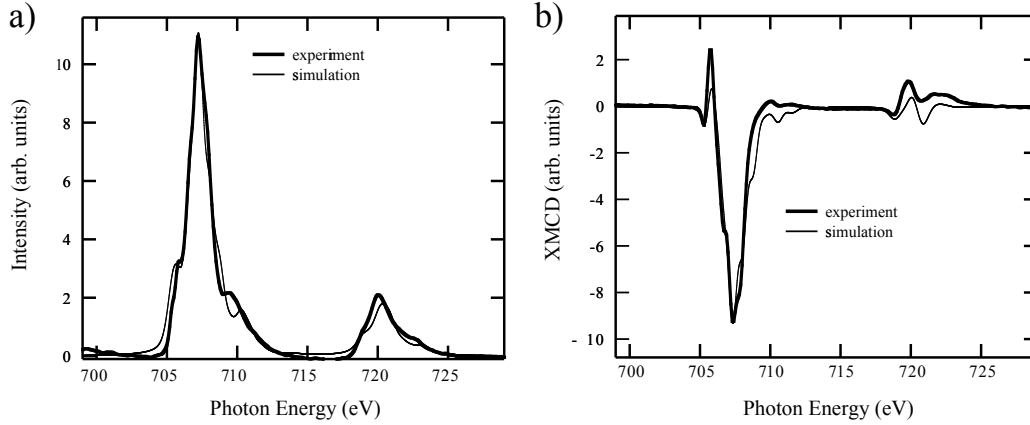 a)
10
8
6
4
2
0
Intensity (arb. units)
experiment
simulation
700 705 710 715 720 725
Photon Energy (eV)
b)
2
0
-2
-4
-6
-8
- 10
XMCD (arb. units)
experiment
simulation
700 705 710 715 720 725
Photon Energy (eV)